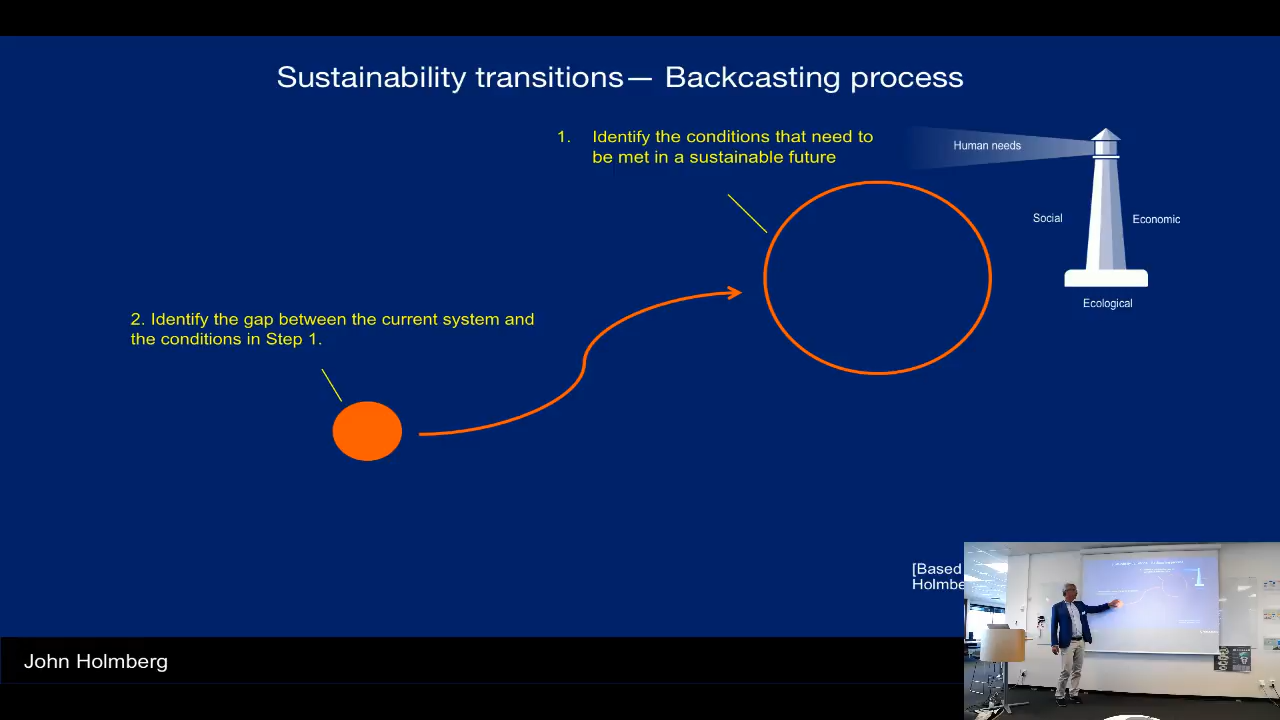 Sustainability transitions— Backcasting process
1. Identify the conditions that need to
be met in a sustainable future
Human needs
Social
Economic
Ecological
2. Identify the gap between the current system and
the conditions in Step 1.
[Based
Holmbe
John Holmberg